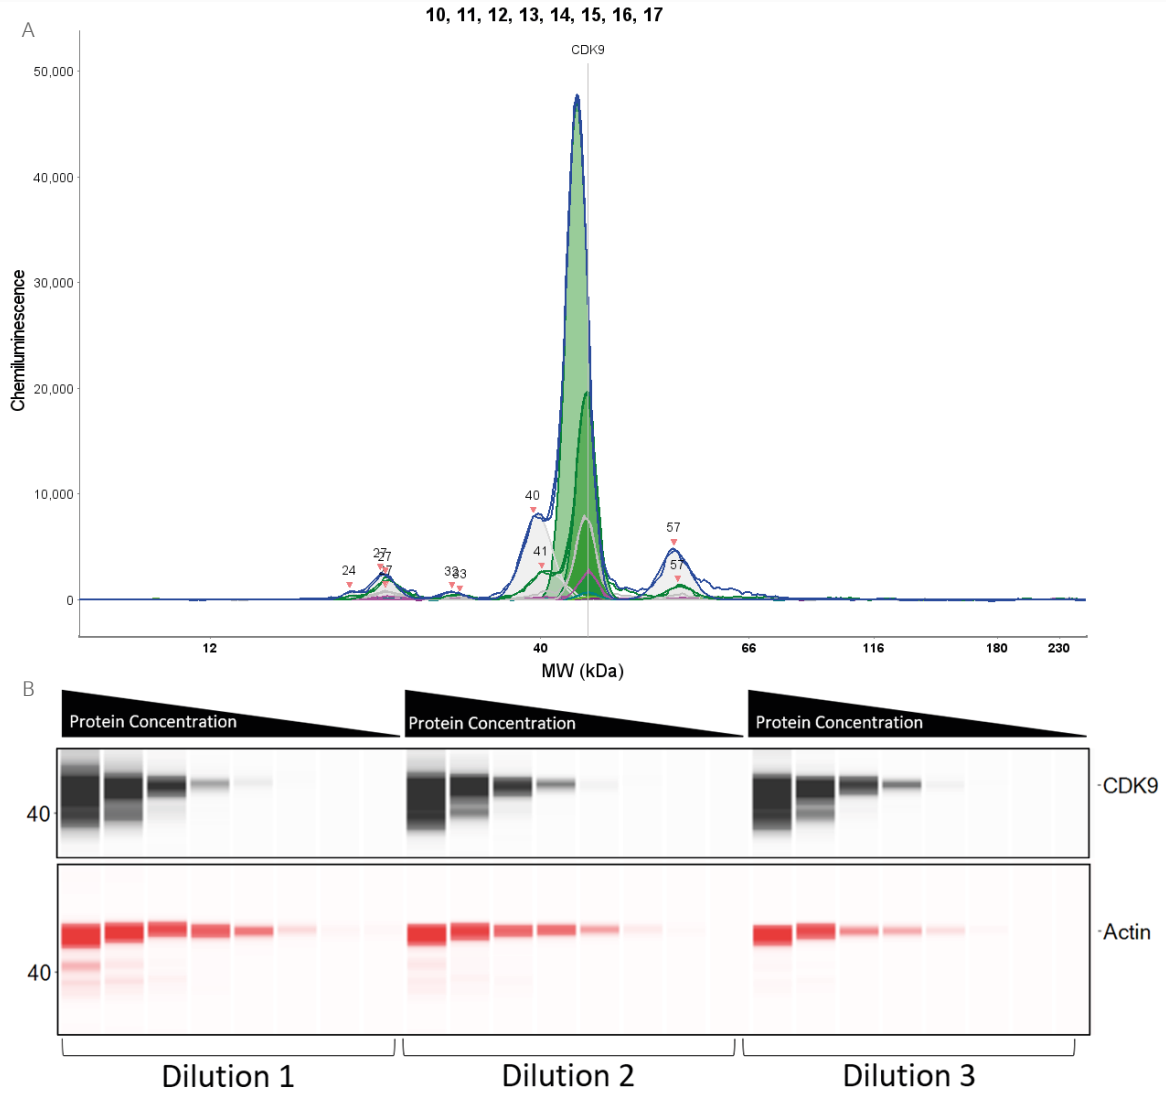 A
10, 11, 12, 13, 14, 15, 16, 17
CDK9
50,000
40,000
30,000
20,000
10,000
0
Chemiluminescence
40
57
41
57
27
27
24
33
12
40
66
116
180
230
MW (kDa)
B
Protein Concentration
Protein Concentration
Protein Concentration
40
-CDK9
-Actin
40
Dilution 1
Dilution 2
Dilution 3